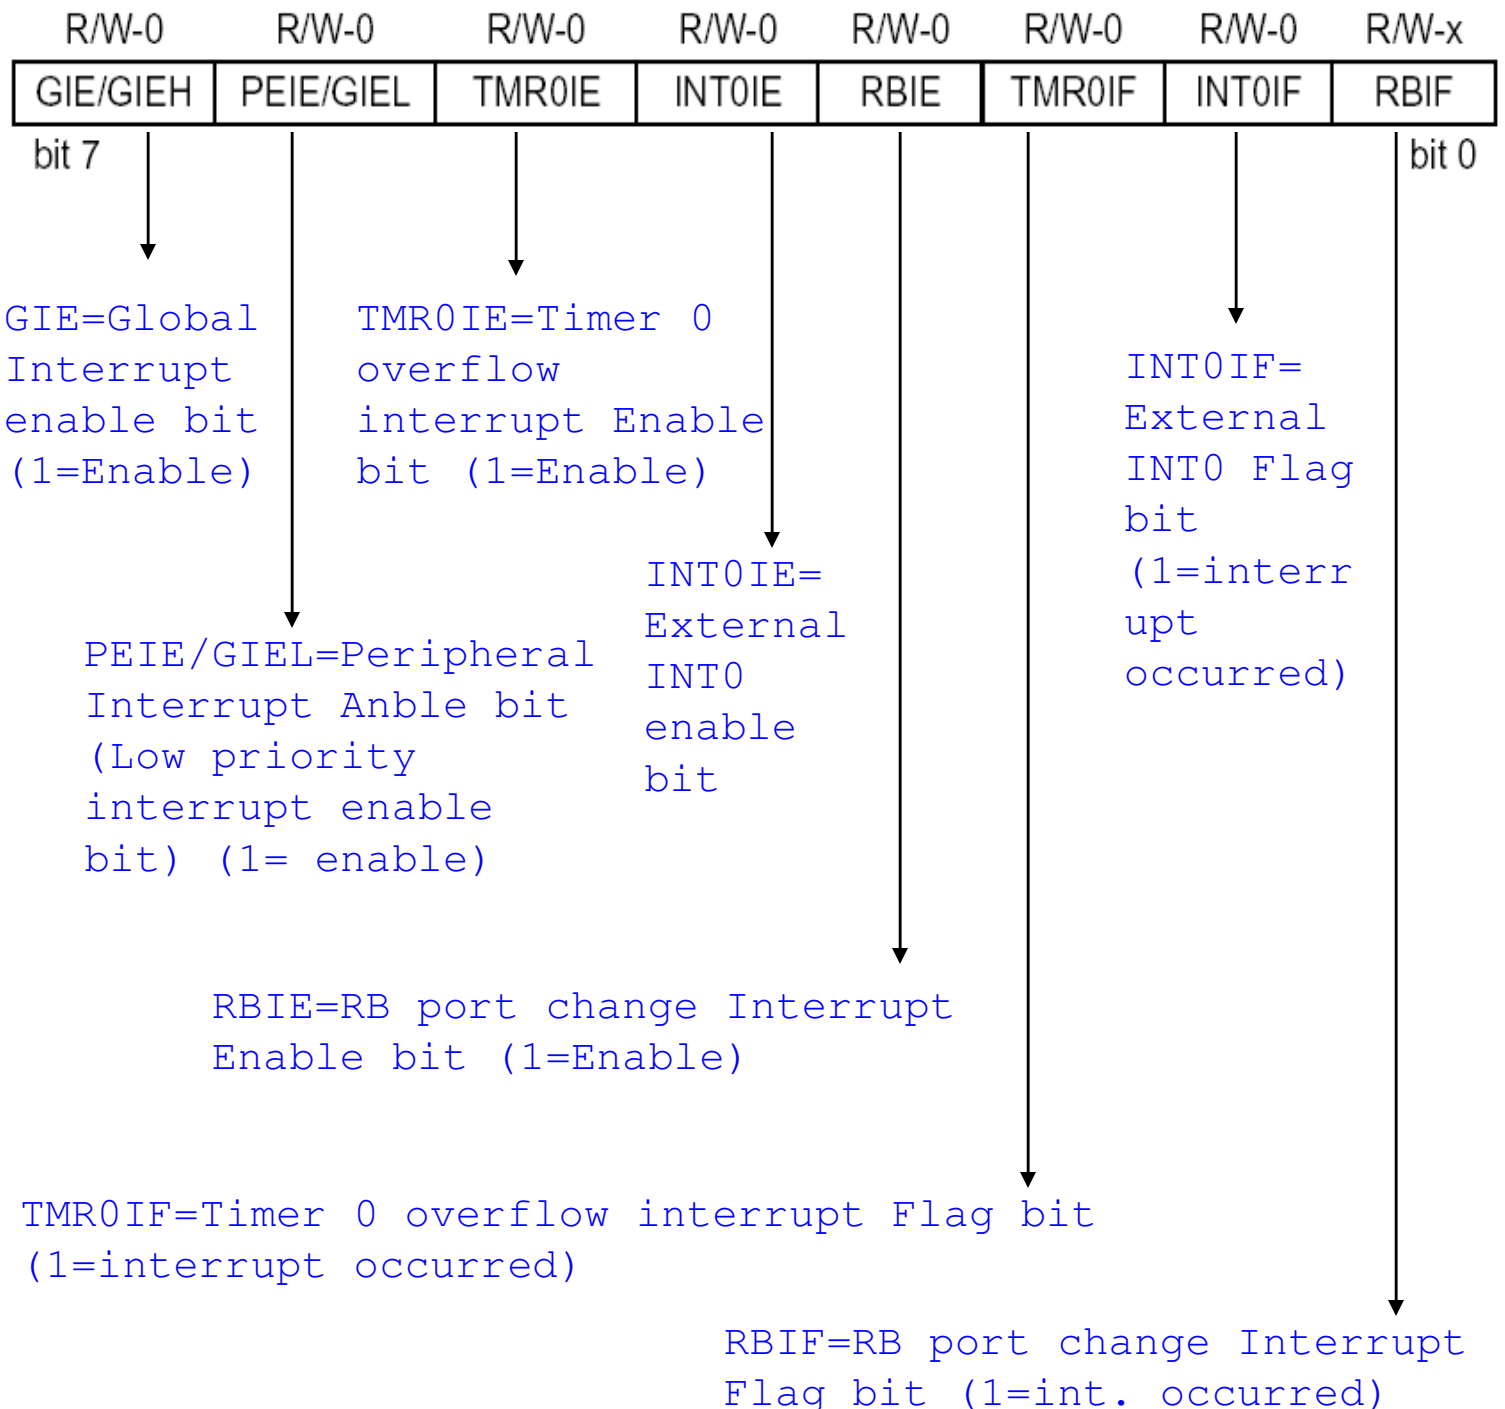 R/W-0 R/W-0 R/W-0 R/W-0 R/W-0 R/W-0 R/W-0 R/W-x
GIE/GIEH PEIE/GIEL TMR0IE INT0IE RBIE TMR0IF INT0IF RBIF
bit 7 bit 0
GIE=Global
Interrupt
enable bit
(1=Enable)
TMR0IE=Timer 0
overflow
interrupt Enable
bit (1=Enable)
INT0IF=
External
INT0 Flag
bit
(1=interr
upt
occurred)
INT0IE=
External
INT0
enable
bit
PEIE/GIEL=Peripheral
Interrupt Anble bit
(Low priority
interrupt enable
bit) (1= enable)
RBIE=RB port change Interrupt
Enable bit (1=Enable)
TMR0IF=Timer 0 overflow interrupt Flag bit
(1=interrupt occurred)
RBIF=RB port change Interrupt
Flag bit (1=int. occurred)